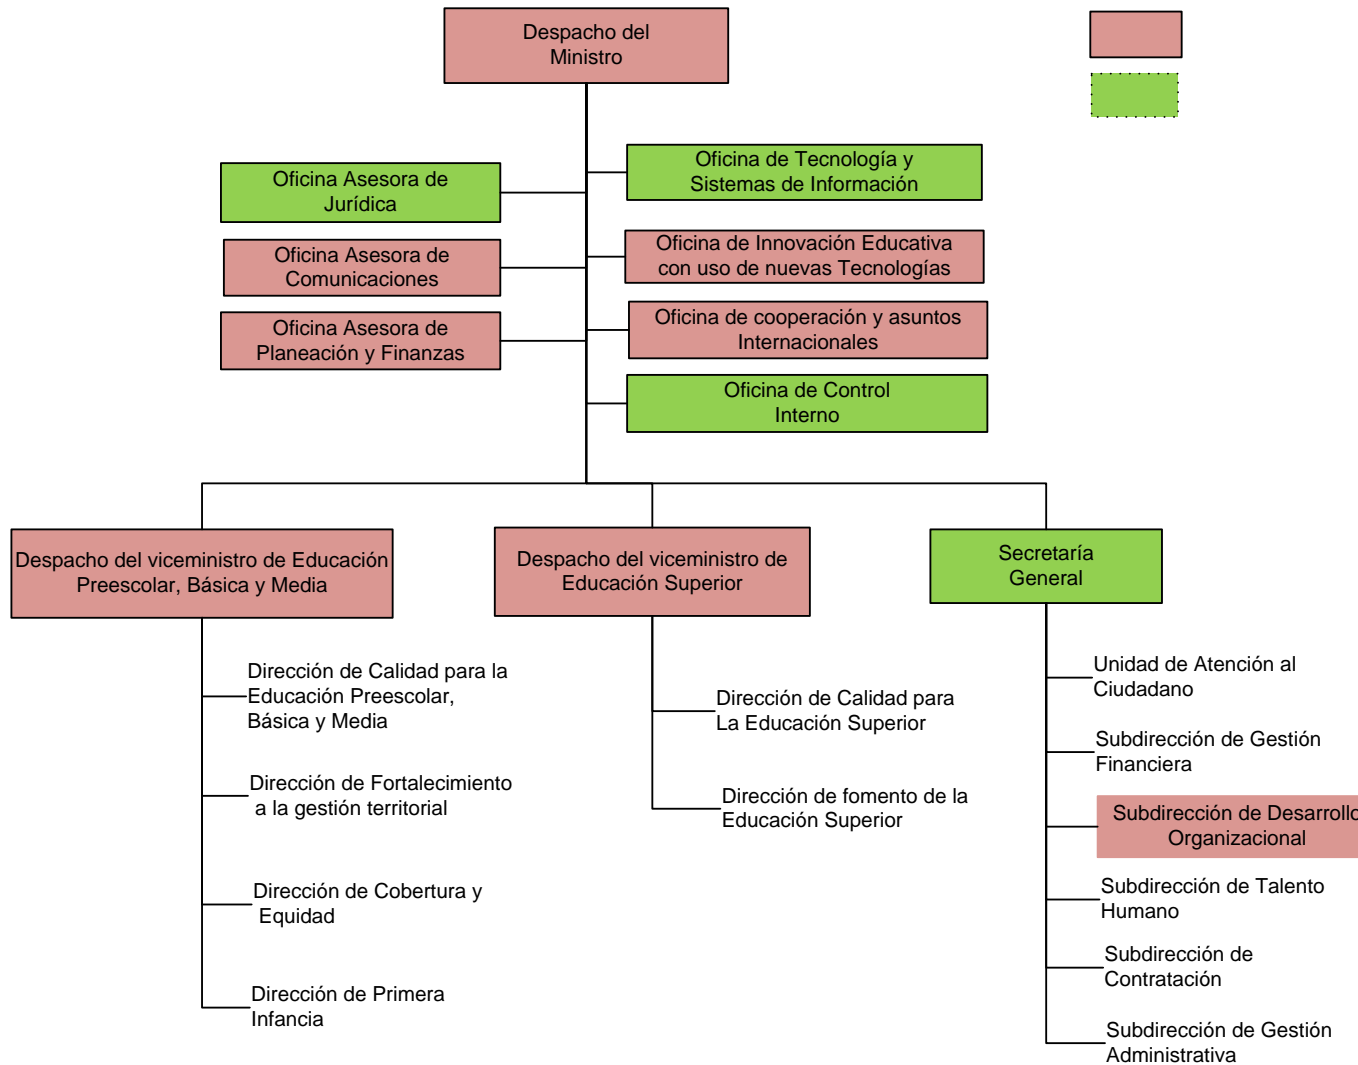 Despacho del
Ministro
Oficina Asesora de
Jurídica
Oficina de Tecnología y
Sistemas de Información
Oficina Asesora de
Comunicaciones
Oficina de Innovación Educativa
con uso de nuevas Tecnologías
Oficina Asesora de
Planeación y Finanzas
Oficina de cooperación y asuntos
Internacionales
Oficina de Control
Interno
Despacho del viceministro de Educación
Preescolar, Básica y Media
Despacho del viceministro de
Educación Superior
Secretaría
General
Dirección de Calidad para la
Educación Preescolar,
Básica y Media
Dirección de Fortalecimiento
a la gestión territorial
Dirección de Cobertura y
Equidad
Dirección de Primera
Infancia
Dirección de Calidad para
La Educación Superior
Dirección de fomento de la
Educación Superior
Unidad de Atención al
Ciudadano
Subdirección de Gestión
Financiera
Subdirección de Desarrollo
Organizacional
Subdirección de Talento
Humano
Subdirección de
Contratación
Subdirección de Gestión
Administrativa